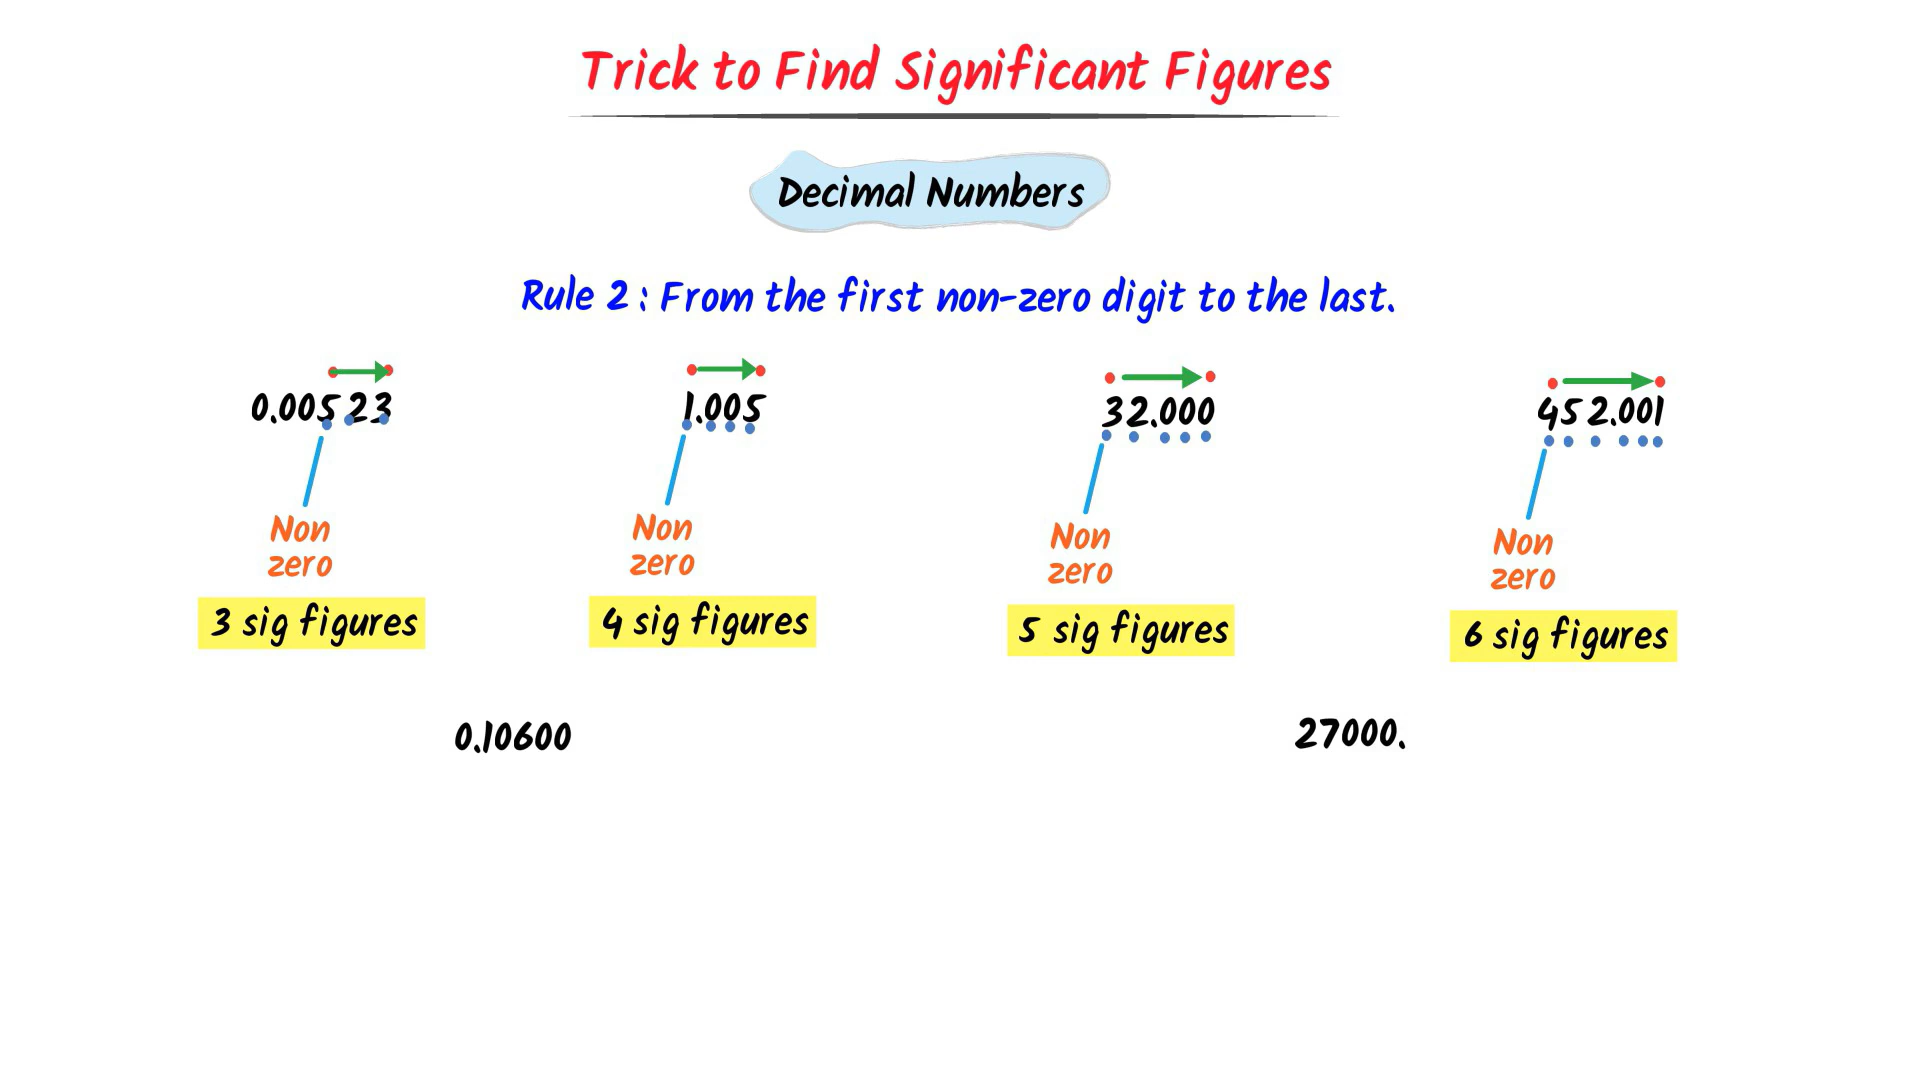 Trick to Find Significant Figures
Decimal Numbers
Rule 2 : From the first non-zero digit to the last.
0.00523
Non
zero
3 sig figures
1.005
Non
zero
4 sig figures
32.000
Non
zero
5 sig figures
452.001
Non
zero
6 sig figures
0.10600
27000.